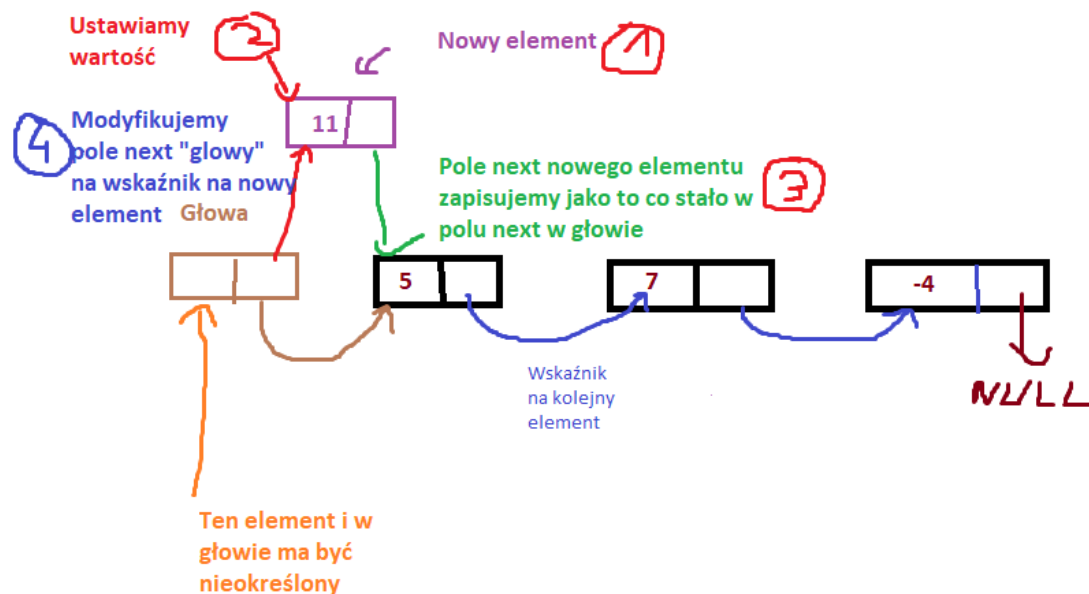 Ustawiamy
wartość
2
Nowy element
1
11
4
Modyfikujemy
pole next "glowy"
na wskaźnik na nowy
element
Głowa
Pole next nowego elementu
zapisujemy jako to co stało w
polu next w głowie
3
5
7
-4
Wskaźnik
na kolejny
element
NULL
Ten element i w
głowie ma być
nieokreślony